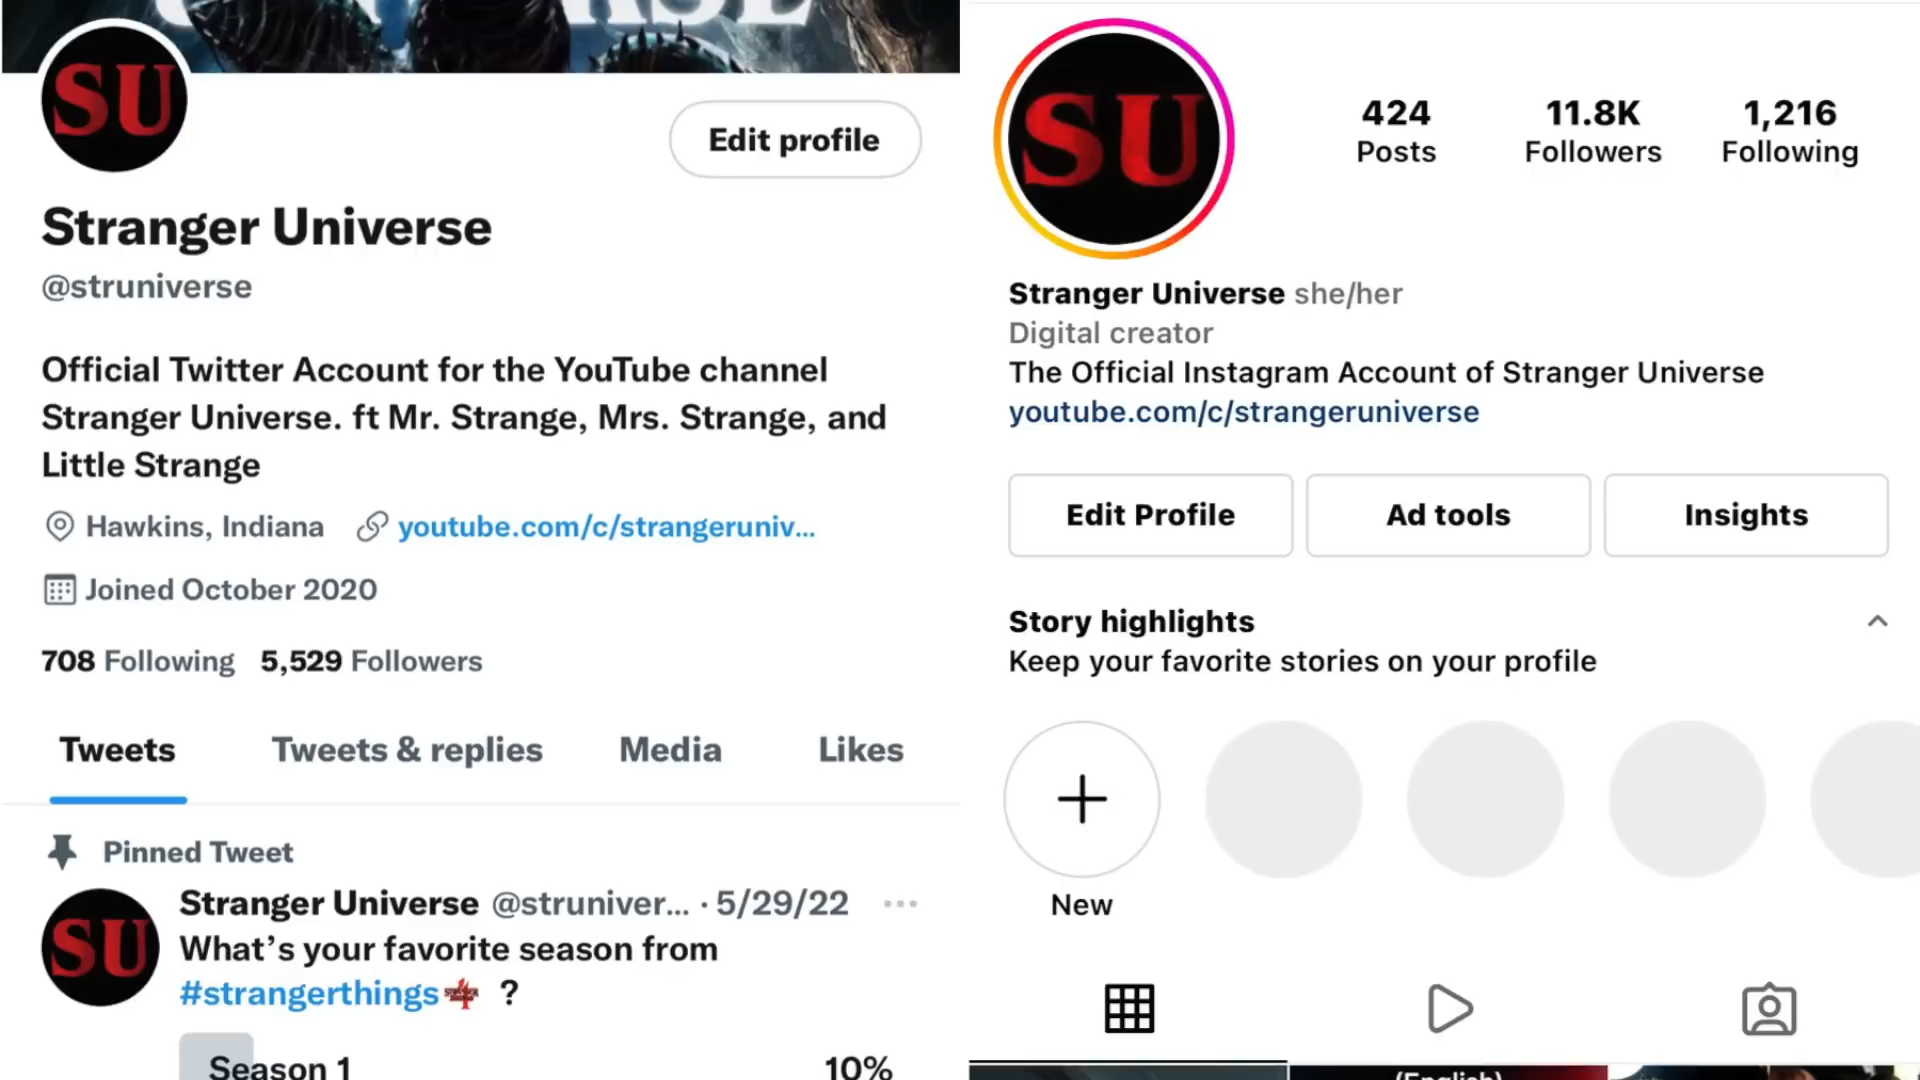 SU
Edit profile
Stranger Universe
@struniverse
Official Twitter Account for the YouTube channel
Stranger Universe. ft Mr. Strange, Mrs. Strange, and
Little Strange
Hawkins, Indiana youtube.com/c/strangeruniv...
Joined October 2020
708 Following 5,529 Followers
Tweets Tweets & replies Media Likes
Pinned Tweet
SU
Stranger Universe @struniver... · 5/29/22
What's your favorite season from
#strangerthings ?
Season 1 10%
SU
424 11.8K 1,216
Posts Followers Following
Stranger Universe she/her
Digital creator
The Official Instagram Account of Stranger Universe
youtube.com/c/strangeruniverse
Edit Profile Ad tools Insights
Story highlights
Keep your favorite stories on your profile
New
(English)